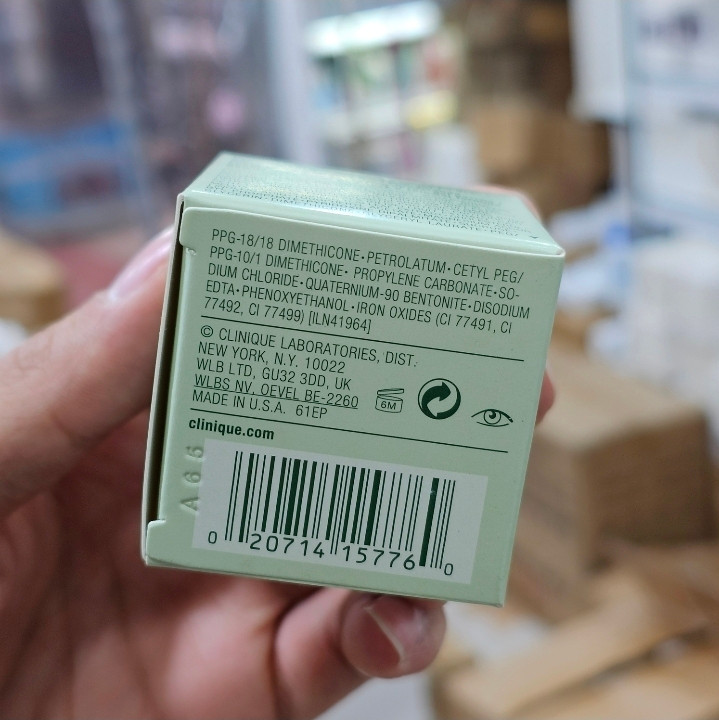 PPG-18/18 DIMETHICONE•PETROLATUM•CETYL PEG/
PPG-10/1 DIMETHICONE• PROPYLENE CARBONATE•SO-
DIUM CHLORIDE•QUATERNIUM-90 BENTONITE•DISODIUM
EDTA•PHENOXYETHANOL•IRON OXIDES (CI 77491, CI
77492, CI 77499) [ILN41964]
© CLINIQUE LABORATORIES, DIST.
NEW YORK, N.Y. 10022
WLB LTD, GU32 3DD, UK
WLBS NV, OEVEL BE-2260
MADE IN U.S.A. 61EP
6M
clinique.com
A65
0 20714 15776 0